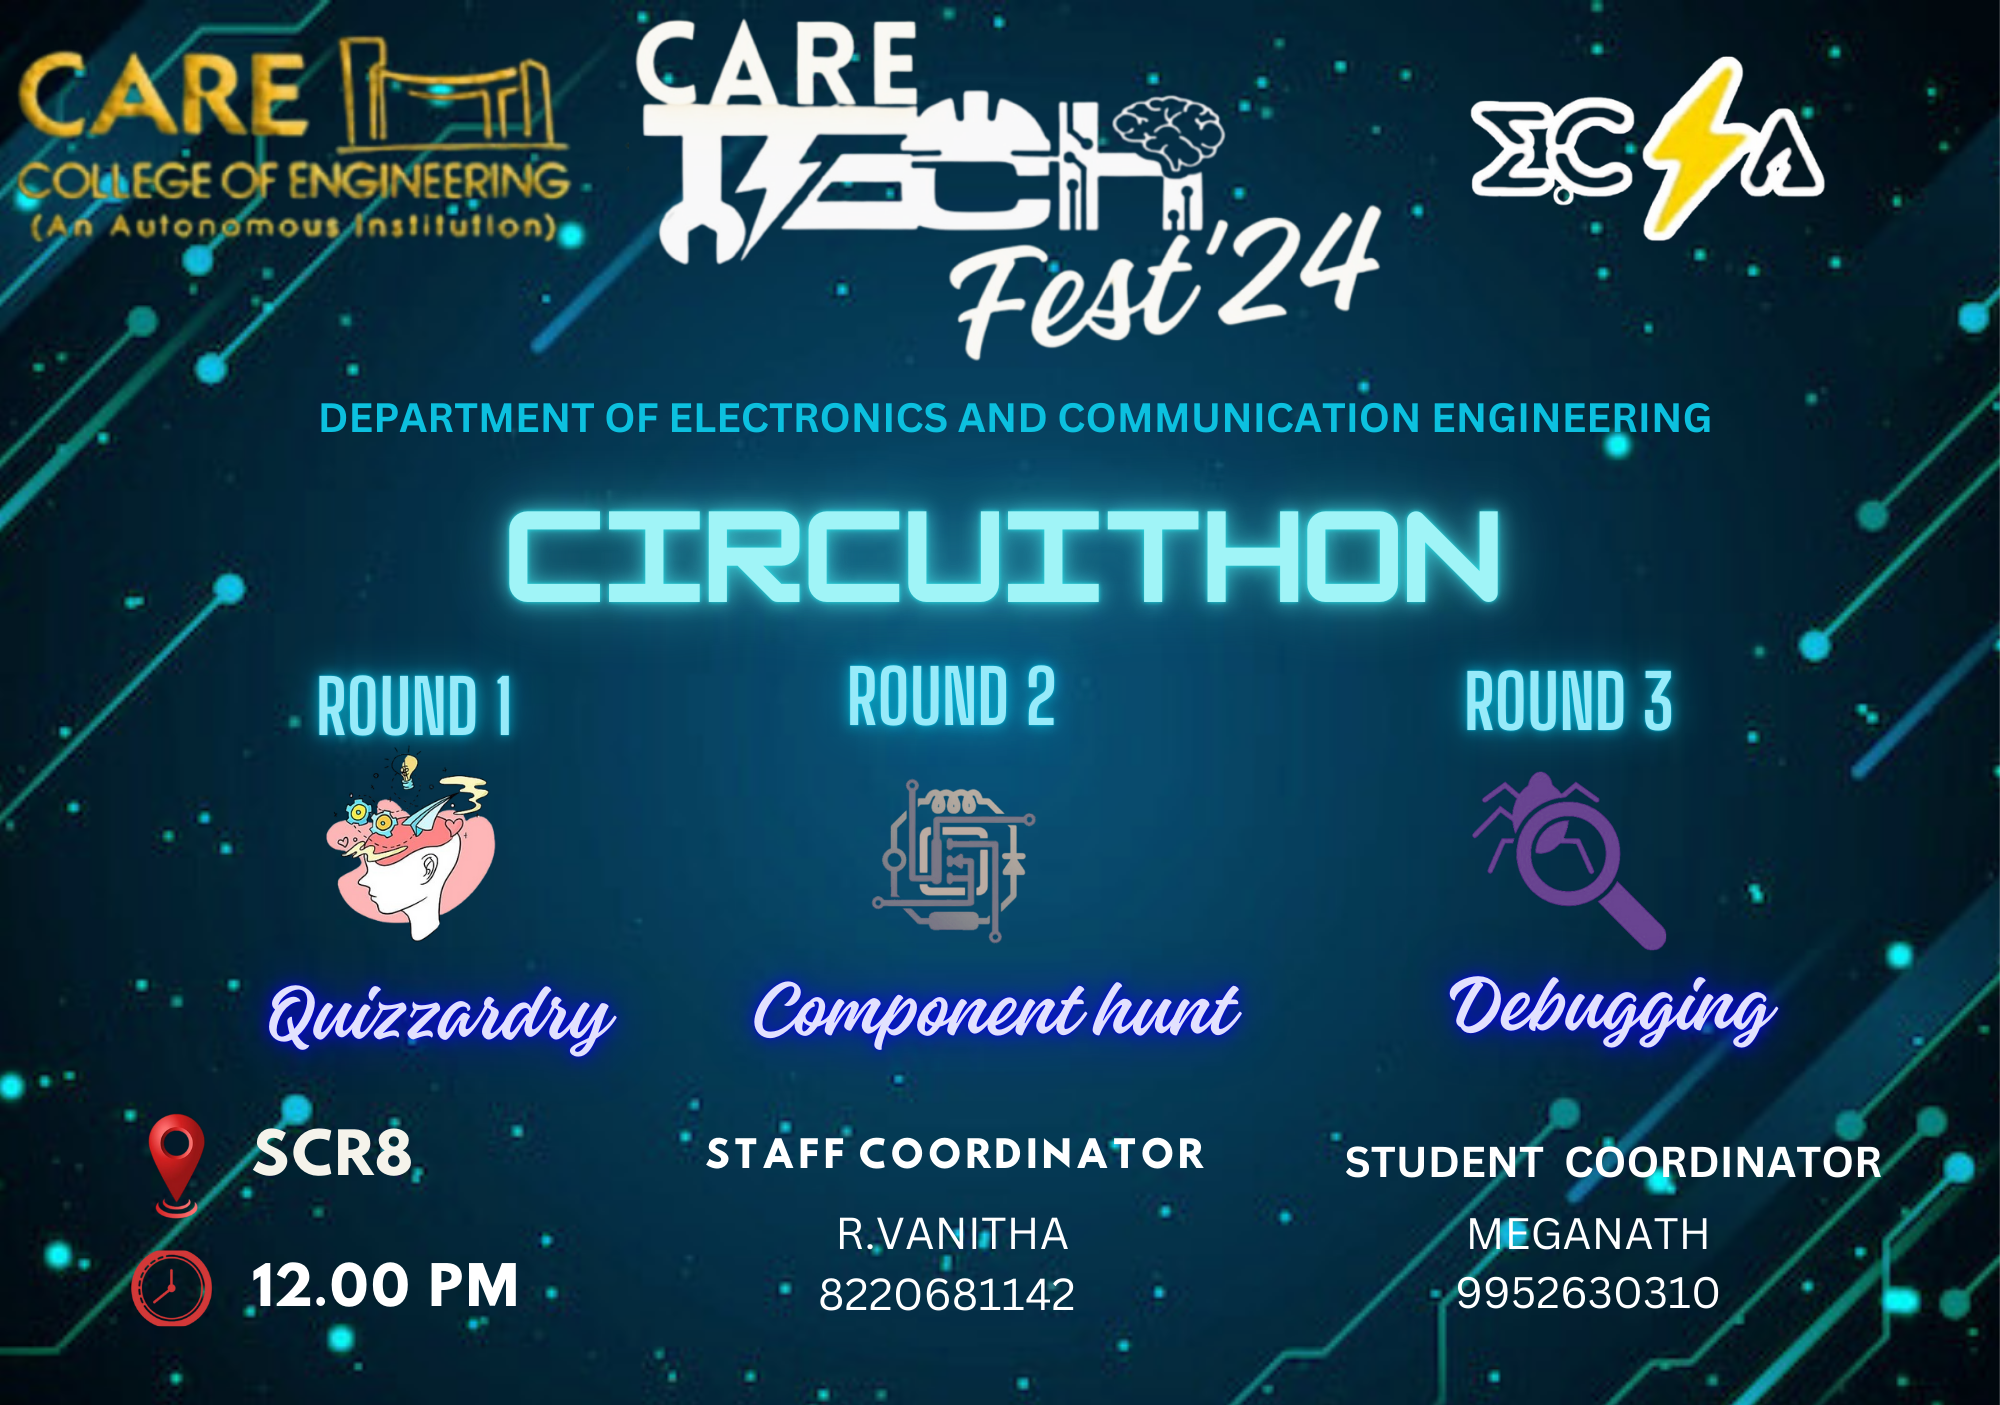 CARE
COLLEGE OF ENGINEERING
(An Autonomous Institution)
CARE
TECH
Fest'24
ECEA
DEPARTMENT OF ELECTRONICS AND COMMUNICATION ENGINEERING
CIRCUITHON
ROUND 1
ROUND 2
ROUND 3
Quizzardry
Component hunt
Debugging
SCR8
12.00 PM
STAFF COORDINATOR
R.VANITHA
8220681142
STUDENT COORDINATOR
MEGANATH
9952630310